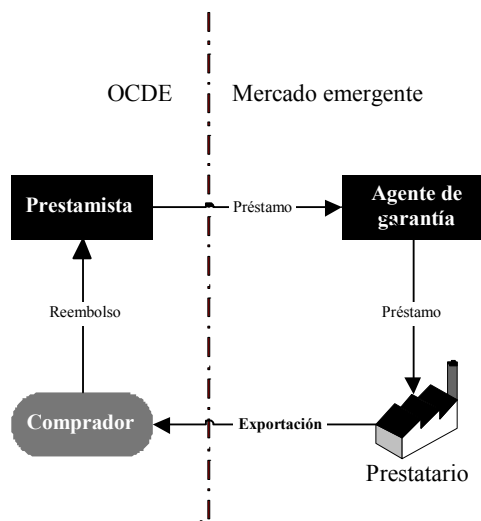 OCDE
Mercado emergente
Prestamista
Préstamo
Agente de
garantía
Reembolso
Préstamo
Comprador
Exportación
Prestatario